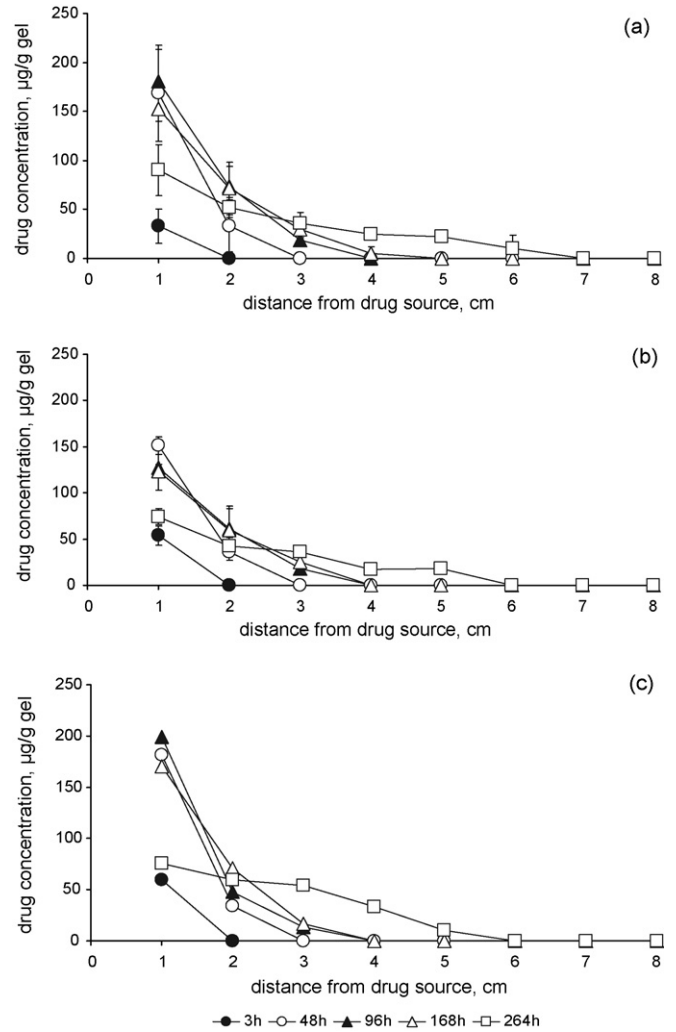 (a)
drug concentration, µg/g gel
250
200
150
100
50
0
0 1 2 3 4 5 6 7 8
distance from drug source, cm
(b)
drug concentration, µg/g gel
250
200
150
100
50
0
0 1 2 3 4 5 6 7 8
distance from drug source, cm
(c)
drug concentration, µg/g gel
250
200
150
100
50
0
0 1 2 3 4 5 6 7 8
distance from drug source, cm
3h 48h 96h 168h 264h